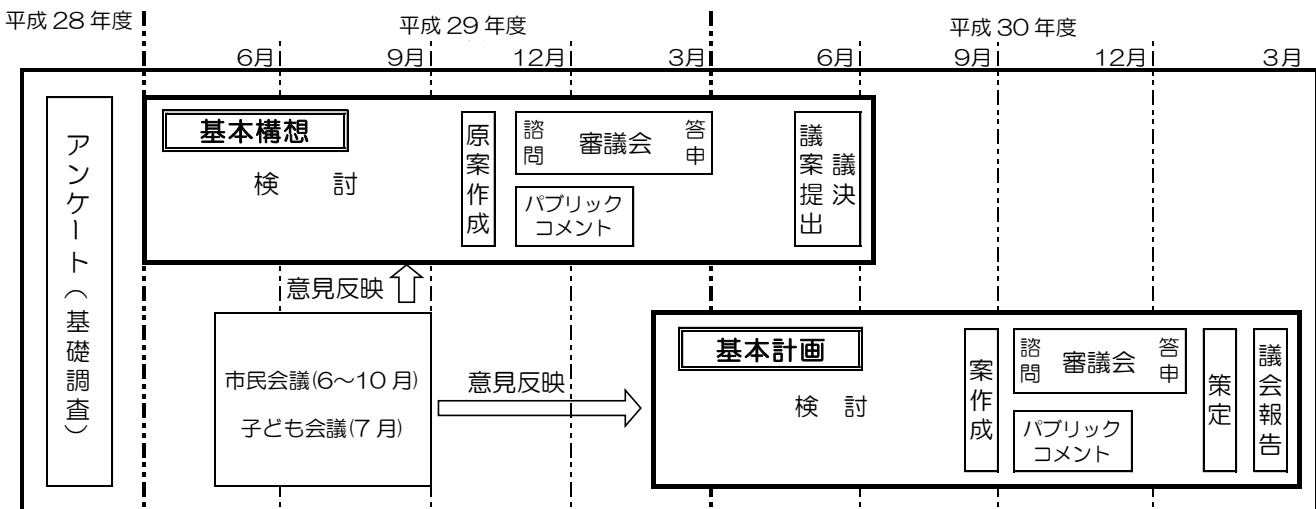 平成 28 年度
平成 29 年度
平成 30 年度
6月
9月
12月
3月
6月
9月
12月
3月
アンケート（基礎調査）
基本構想
検　討
原案作成
諮問
審議会
答申
パブリック
コメント
議案提出
議決
意見反映
市民会議(6～10 月)
子ども会議(7 月)
意見反映
基本計画
検　討
案作成
諮問
審議会
答申
パブリック
コメント
策定
議会報告